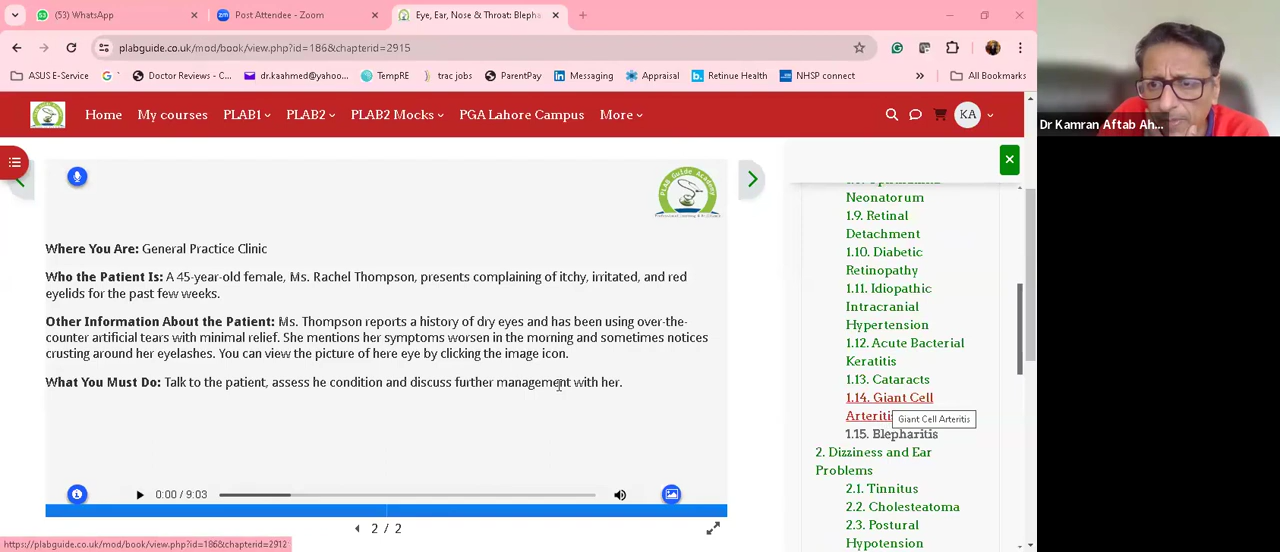 (53) WhatsApp
Post Attendee - Zoom
Eye, Ear, Nose & Throat: Bleph
plabguide.co.uk/mod/book/view.php?id=186&chapterid=2915
ASUS E-Service
Doctor Reviews - C...
dr.kaahmed@yahoo...
TempRE
trac jobs
ParentPay
Messaging
Appraisal
Retinue Health
NHSP connect
All Bookmarks
Dr Kamran Aftab Ah...
Home
My courses
PLAB1
PLAB2
PLAB2 Mocks
PGA Lahore Campus
More
KA
PLAB Guide Academy
Where You Are: General Practice Clinic
Who the Patient Is: A 45-year-old female, Ms. Rachel Thompson, presents complaining of itchy, irritated, and red
eyelids for the past few weeks.
Other Information About the Patient: Ms. Thompson reports a history of dry eyes and has been using over-the-
counter artificial tears with minimal relief. She mentions her symptoms worsen in the morning and sometimes notices
crusting around her eyelashes. You can view the picture of here eye by clicking the image icon.
What You Must Do: Talk to the patient, assess he condition and discuss further management with her.
0:00 / 9:03
2 / 2
https://plabguide.co.uk/mod/book/view.php?id=186&chapterid=2912
Neonatorum
1.9. Retinal
Detachment
1.10. Diabetic
Retinopathy
1.11. Idiopathic
Intracranial
Hypertension
1.12. Acute Bacterial
Keratitis
1.13. Cataracts
1.14. Giant Cell
Arteritis
Giant Cell Arteritis
1.15. Blepharitis
2. Dizziness and Ear
Problems
2.1. Tinnitus
2.2. Cholesteatoma
2.3. Postural
Hypotension